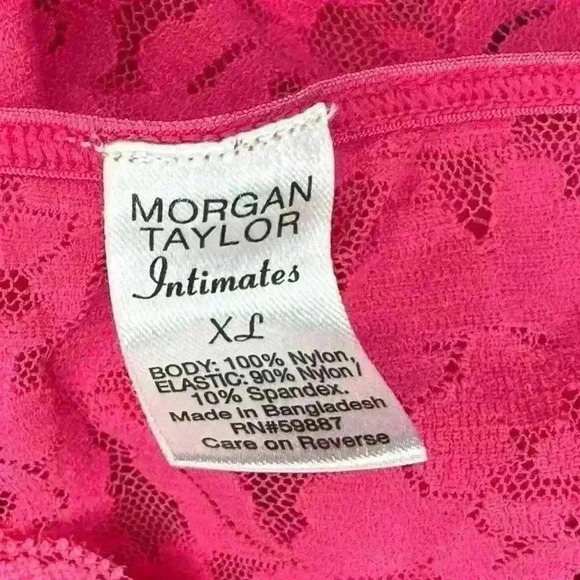 MORGAN
TAYLOR
Intimates
XL
BODY: 100% Nylon,
ELASTIC: 90% Nylon/
10% Spandex.
Made in Bangladesh
RN#59887
Care on Reverse